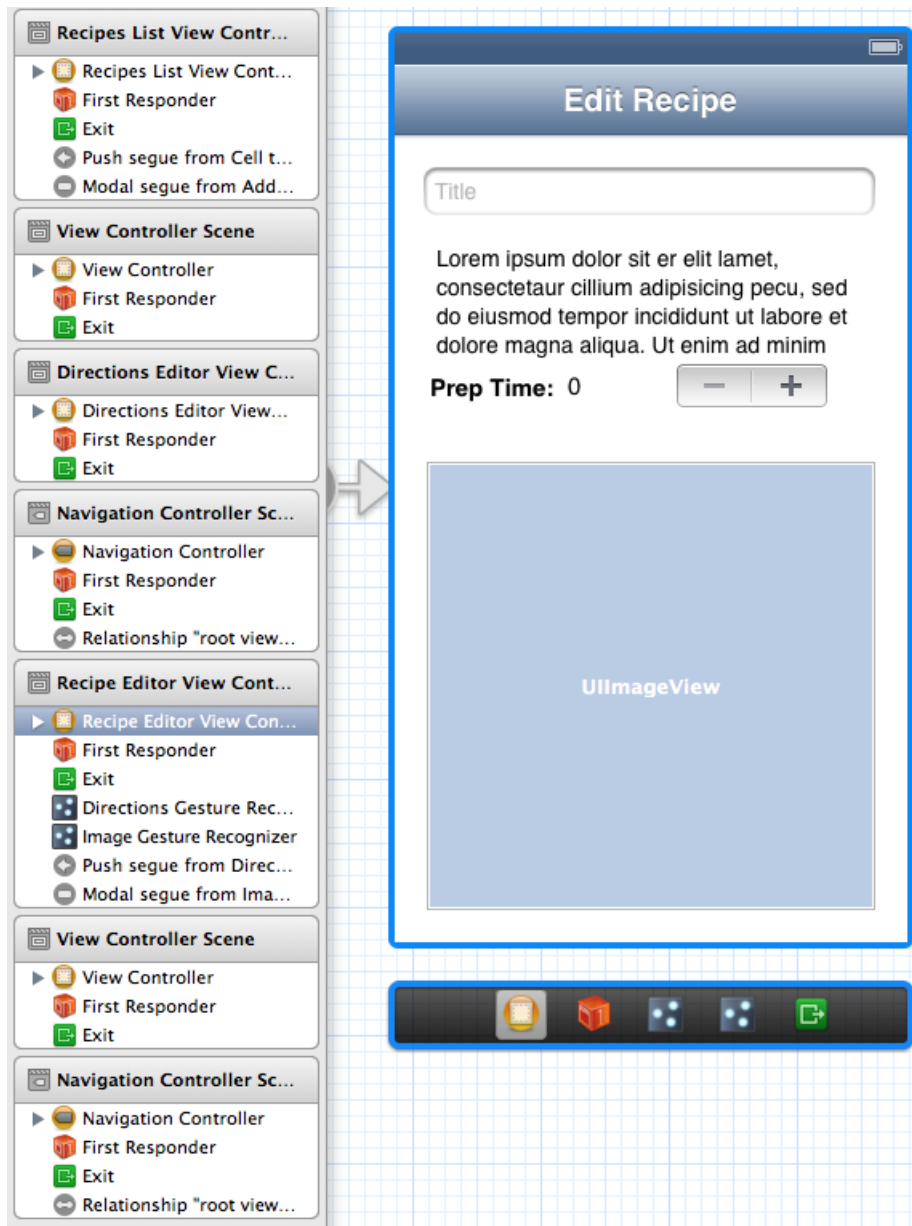 Recipes List View Contr...
Recipes List View Cont...
First Responder
Exit
Push segue from Cell t...
Modal segue from Add...
View Controller Scene
View Controller
First Responder
Exit
Directions Editor View C...
Directions Editor View...
First Responder
Exit
Navigation Controller Sc...
Navigation Controller
First Responder
Exit
Relationship "root view...
Recipe Editor View Cont...
Recipe Editor View Con...
First Responder
Exit
Directions Gesture Rec...
Image Gesture Recognizer
Push segue from Direc...
Modal segue from Ima...
View Controller Scene
View Controller
First Responder
Exit
Navigation Controller Sc...
Navigation Controller
First Responder
Exit
Relationship "root view...
Edit Recipe
Title
Lorem ipsum dolor sit er elit lamet,
consectetaur cillium adipisicing pecu, sed
do eiusmod tempor incididunt ut labore et
dolore magna aliqua. Ut enim ad minim
Prep Time: 0
UIImageView